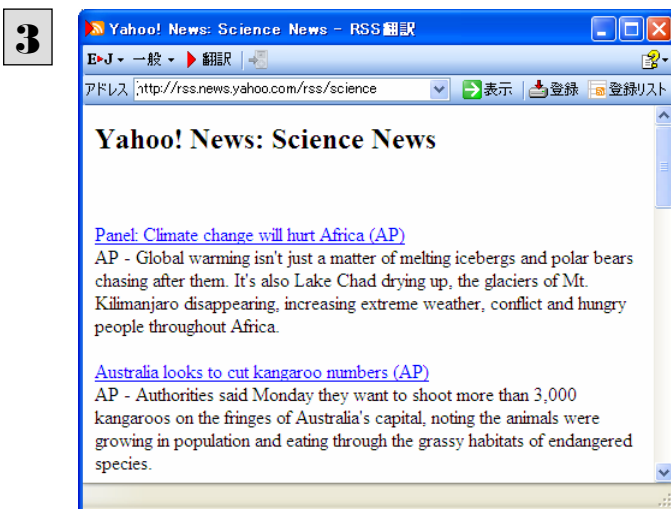 3
Yahoo! News: Science News - RSS翻訳
E▶J 一般 翻訳
アドレス http://rss.news.yahoo.com/rss/science 表示 登録 登録リスト
Yahoo! News: Science News
Panel: Climate change will hurt Africa (AP)
AP - Global warming isn't just a matter of melting icebergs and polar bears
chasing after them. It's also Lake Chad drying up, the glaciers of Mt.
Kilimanjaro disappearing, increasing extreme weather, conflict and hungry
people throughout Africa.
Australia looks to cut kangaroo numbers (AP)
AP - Authorities said Monday they want to shoot more than 3,000
kangaroos on the fringes of Australia's capital, noting the animals were
growing in population and eating through the grassy habitats of endangered
species.